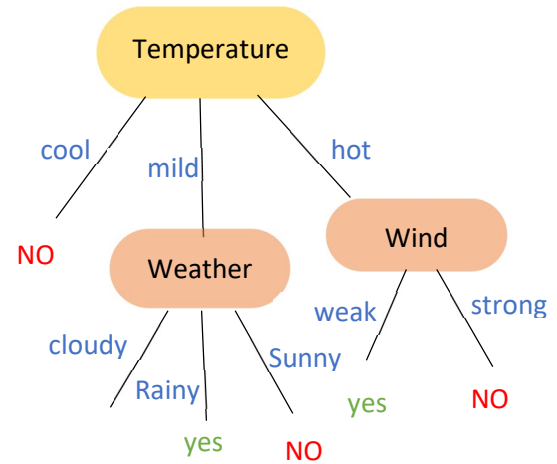 Temperature
cool
mild
hot
NO
Weather
Wind
cloudy
Rainy
Sunny
weak
strong
yes
NO
yes
NO